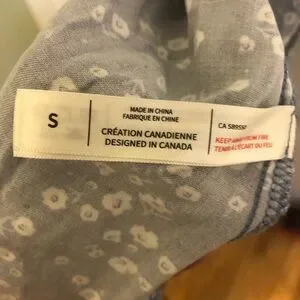 S
MADE IN CHINA
FABRIQUE EN CHINE
CRÉATION CANADIENNE
DESIGNED IN CANADA
CA
KEEP AWAY FROM FIRE
TENIR À L'ÉCART DU FEU